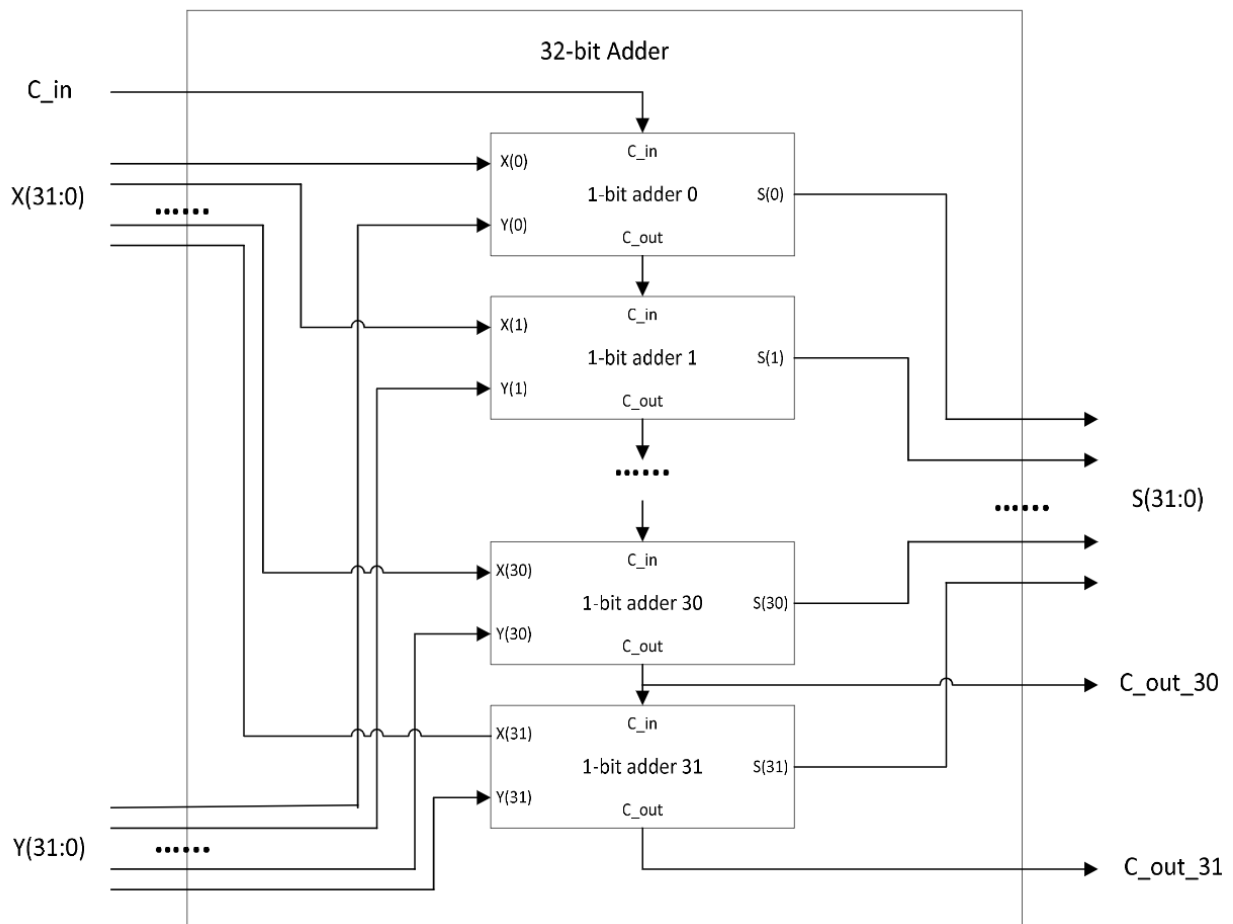 32-bit Adder
C_in
C_in
X(0)
X(31:0)
1-bit adder 0
S(0)
Y(0)
C_out
C_in
X(1)
1-bit adder 1
S(1)
Y(1)
C_out
S(31:0)
C_in
X(30)
1-bit adder 30
S(30)
Y(30)
C_out
C_out_30
C_in
X(31)
1-bit adder 31
S(31)
Y(31)
C_out
Y(31:0)
C_out_31